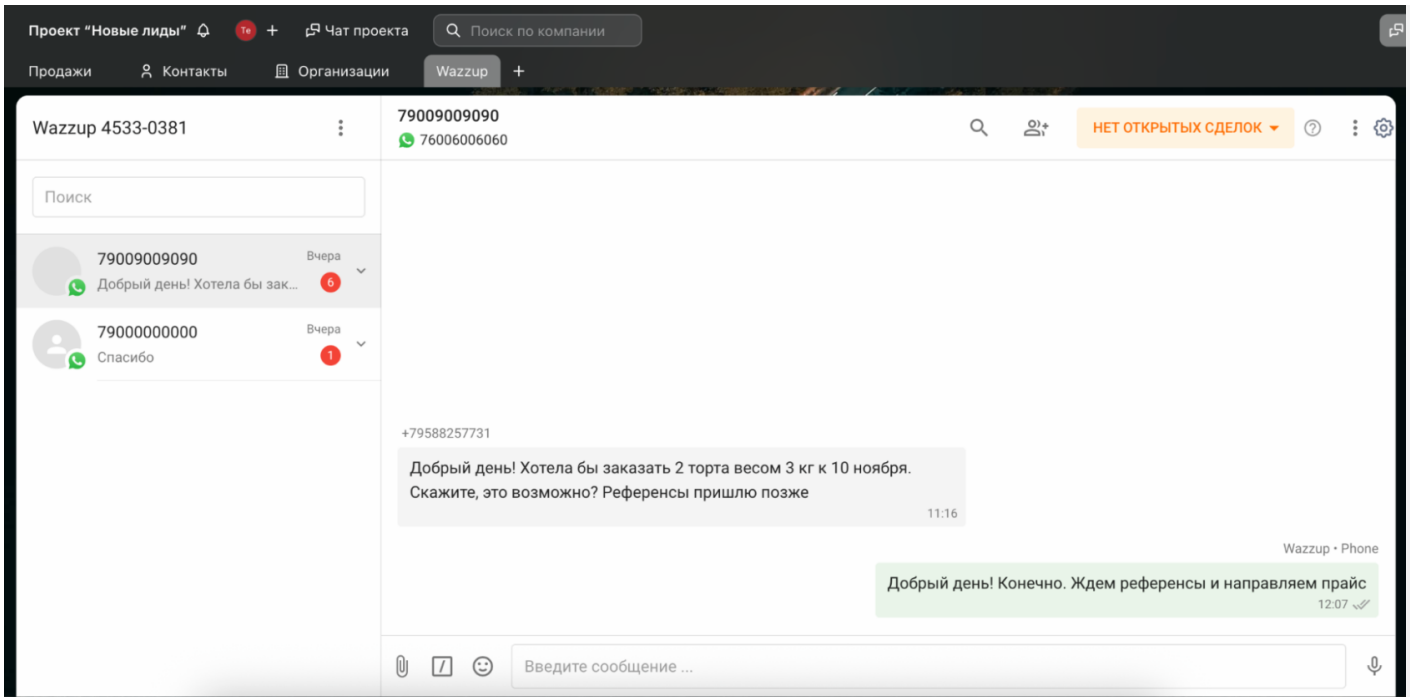 Проект “Новые лиды” Te + Чат проекта Поиск по компании
Продажи Контакты Организации Wazzup +
Wazzup 4533-0381
Поиск
79009009090 Вчера
Добрый день! Хотела бы зак... 6
79000000000 Вчера
Спасибо 1
79009009090
76006006060
НЕТ ОТКРЫТЫХ СДЕЛОК
+79588257731
Добрый день! Хотела бы заказать 2 торта весом 3 кг к 10 ноября.
Скажите, это возможно? Референсы пришлю позже
11:16
Wazzup • Phone
Добрый день! Конечно. Ждем референсы и направляем прайс
12:07
Введите сообщение ...